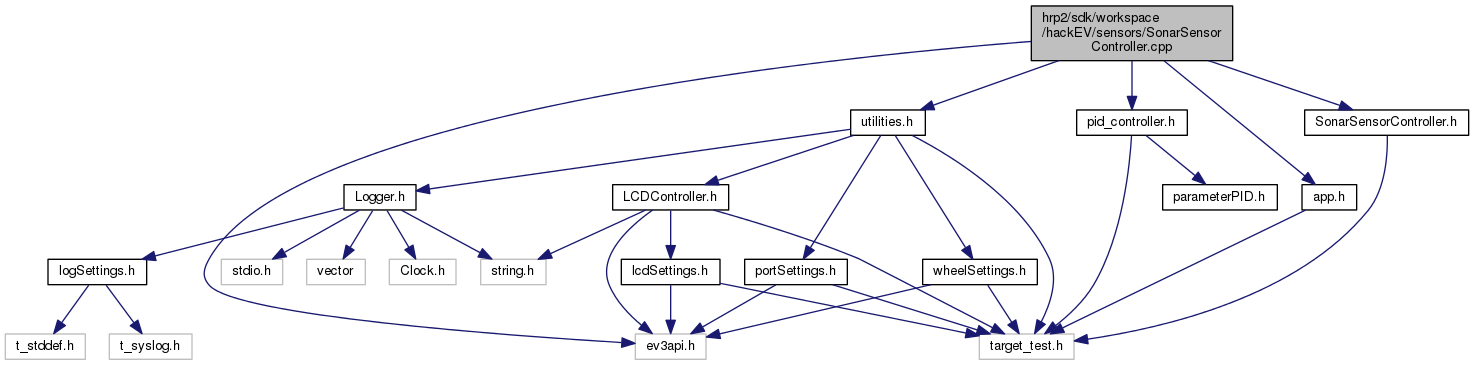 hrp2/sdk/workspace
/hackEV/sensors/SonarSensor
Controller.cpp
utilities.h
pid_controller.h
SonarSensorController.h
Logger.h
LCDController.h
parameterPID.h
app.h
logSettings.h
stdio.h
vector
Clock.h
string.h
lcdSettings.h
portSettings.h
wheelSettings.h
t_stddef.h
t_syslog.h
ev3api.h
target_test.h